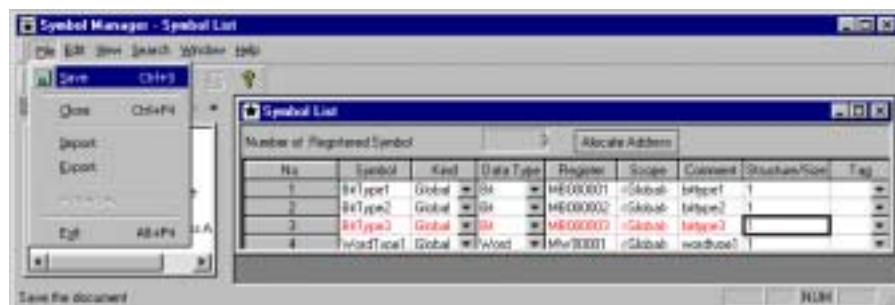 Symbol Manager - Symbol List
File Edit View Search Window Help
Save Ctrl+S
Close Ctrl+F4
Import
Export
Exit Alt+F4
Symbol List
Number of Registered Symbol 3 Allocate Address
No Symbol Kind Data Type Register Scope Comment Structure/Size Tag
1 BitType1 Global Bit MB000001 <Global> bittype1 1
2 BitType2 Global Bit MB000002 <Global> bittype2 1
3 BitType3 Global Bit MB000003 <Global> bittype3 1
4 WordType1 Global Word MW00001 <Global> wordtype1 1
Save the document NUM